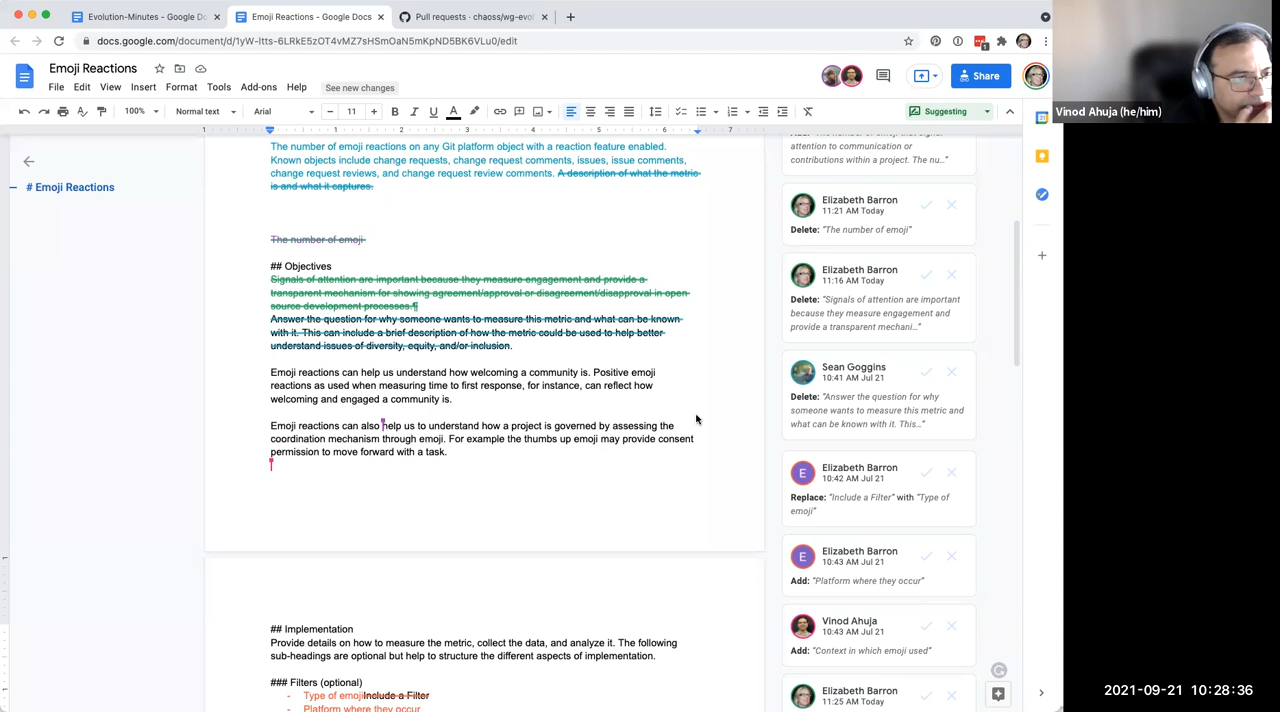 Evolution-Minutes - Google Do
Emoji Reactions - Google Docs
Pull requests · chaoss/wg-evol
docs.google.com/document/d/1yW-Itts-6LRkE5zOT4vMZ7sHSmOaN5mKpND5BK6VLu0/edit
Emoji Reactions
File Edit View Insert Format Tools Add-ons Help
See new changes
Share
100% Normal text Arial 11
Suggesting
Vinod Ahuja (he/him)
1 1 2 3 4 5 6
# Emoji Reactions
The number of emoji reactions on any Git platform object with a reaction feature enabled.
Known objects include change requests, change request comments, issues, issue comments,
change request reviews, and change request review comments. A description of what the metric
is and what it captures.
The number of emoji
## Objectives
Signals of attention are important because they measure engagement and provide a
transparent mechanism for showing agreement/approval or disagreement/disapproval in open
source development processes.¶
Answer the question for why someone wants to measure this metric and what can be known
with it. This can include a brief description of how the metric could be used to help better
understand issues of diversity, equity, and/or inclusion.
Emoji reactions can help us understand how welcoming a community is. Positive emoji
reactions as used when measuring time to first response, for instance, can reflect how
welcoming and engaged a community is.
Emoji reactions can also help us to understand how a project is governed by assessing the
coordination mechanism through emoji. For example the thumbs up emoji may provide consent
permission to move forward with a task.
## Implementation
Provide details on how to measure the metric, collect the data, and analyze it. The following
sub-headings are optional but help to structure the different aspects of implementation.
### Filters (optional)
- Type of emojiInclude a Filter
- Platform where they occur
attention to communication or
contributions within a project. The nu..."
Elizabeth Barron
11:21 AM Today
Delete: "The number of emoji"
Elizabeth Barron
11:16 AM Today
Delete: "Signals of attention are important
because they measure engagement and
provide a transparent mechani..."
Sean Goggins
10:41 AM Jul 21
Delete: "Answer the question for why
someone wants to measure this metric and
what can be known with it. This..."
E
Elizabeth Barron
10:42 AM Jul 21
Replace: "Include a Filter" with "Type of
emoji"
E
Elizabeth Barron
10:43 AM Jul 21
Add: "Platform where they occur"
Vinod Ahuja
10:43 AM Jul 21
Add: "Context in which emoji used"
Elizabeth Barron
11:25 AM Today
2021-09-21 10:28:36